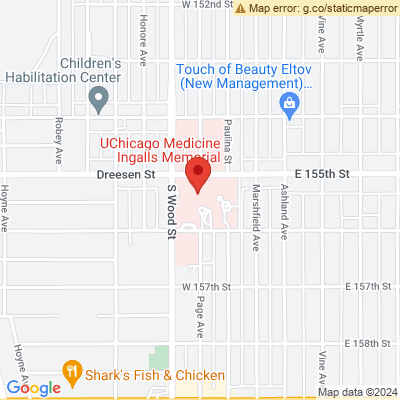 W 152nd St
Map error: g.co/staticmaperror
Honore Ave
Vine Ave
Myrtle Ave
Children's
Habilitation Center
Touch of Beauty Eltov
(New Management)...
Robey Ave
Paulina St
UChicago Medicine
Ingalls Memorial
Dreesen St
E 155th St
Hoyne Ave
S Wood St
Marshfield Ave
Ashland Ave
W 157th St
E 157th St
Page Ave
E 158th St
Hoyne Ave
Vine Ave
Shark's Fish & Chicken
Google
Map data ©2024